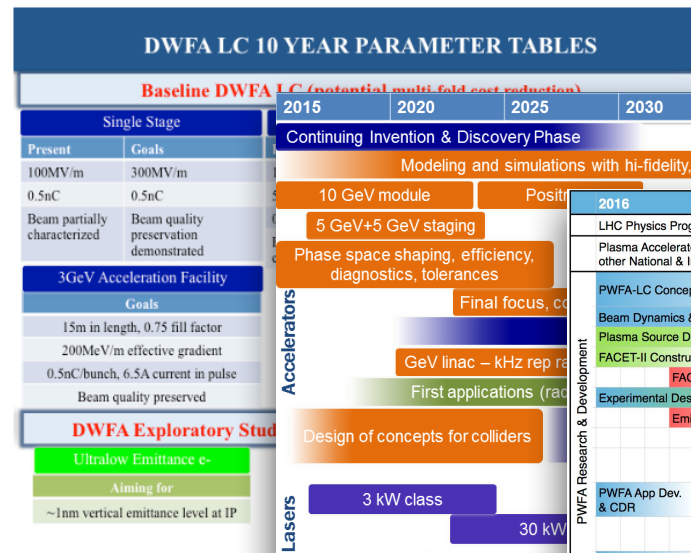 DWFA LC 10 YEAR PARAMETER TABLES
Baseline DWFA LC (potential multi-fold cost reduction)
Single Stage
Present Goals
100MV/m 300MV/m
0.5nC 0.5nC
Beam partially
characterized
Beam quality
preservation
demonstrated
3GeV Acceleration Facility
Goals
15m in length, 0.75 fill factor
200MeV/m effective gradient
0.5nC/bunch, 6.5A current in pulse
Beam quality preserved
DWFA Exploratory Stud
Ultralow Emittance e-
Aiming for
~1nm vertical emittance level at IP
2015 2020 2025 2030
Continuing Invention & Discovery Phase
Modeling and simulations with hi-fidelity,
10 GeV module
Positr
5 GeV+5 GeV staging
Phase space shaping, efficiency,
diagnostics, tolerances
Final focus, co
Accelerators
GeV linac – kHz rep ra
First applications (rad
Design of concepts for colliders
Lasers
3 kW class
30 kW
2016
LHC Physics Prog
Plasma Accelerato
other National & I
PWFA Research & Development
PWFA-LC Concep
Beam Dynamics &
Plasma Source D
FACET-II Constru
FAC
Experimental Des
Emi
PWFA App Dev.
& CDR